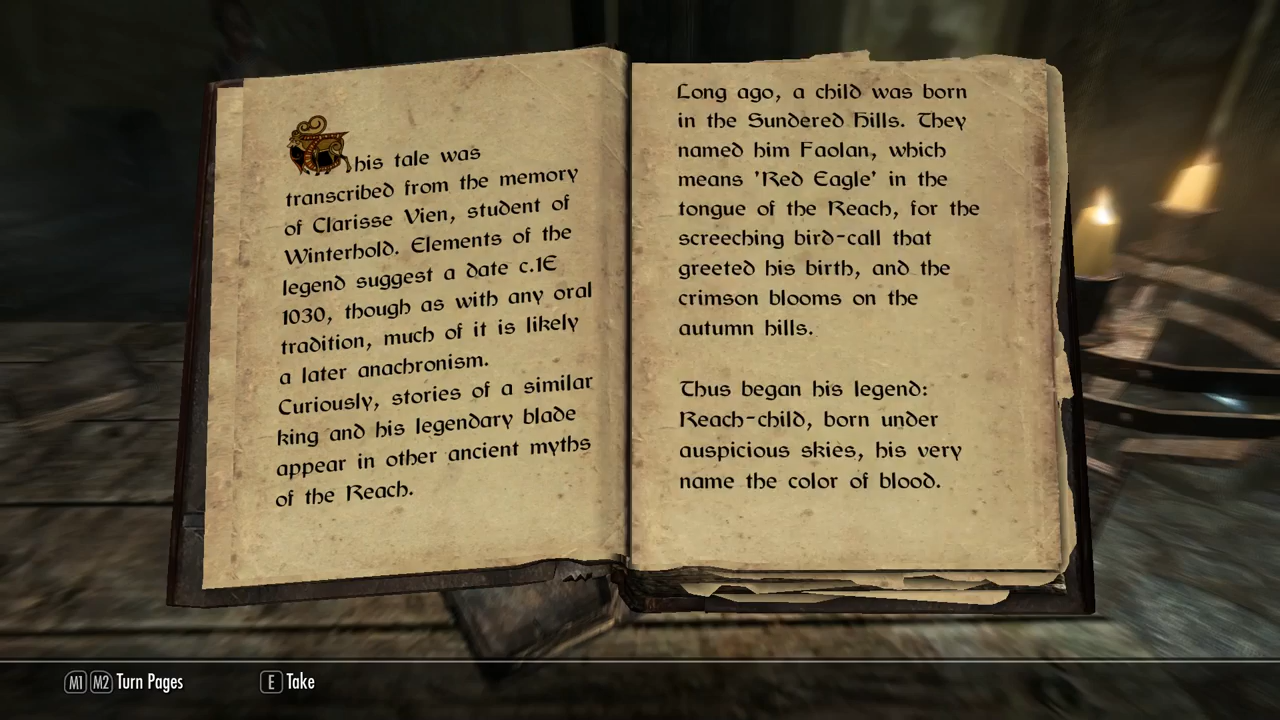 This tale was
transcribed from the memory
of Clarisse Vien, student of
Winterhold. Elements of the
legend suggest a date c.1E
1030, though as with any oral
tradition, much of it is likely
a later anachronism.
Curiously, stories of a similar
king and his legendary blade
appear in other ancient myths
of the Reach.
Long ago, a child was born
in the Sundered Hills. They
named him Faolan, which
means 'Red Eagle' in the
tongue of the Reach, for the
screeching bird-call that
greeted his birth, and the
crimson blooms on the
autumn hills.
Thus began his legend:
Reach-child, born under
auspicious skies, his very
name the color of blood.
M1 M2 Turn Pages
E Take